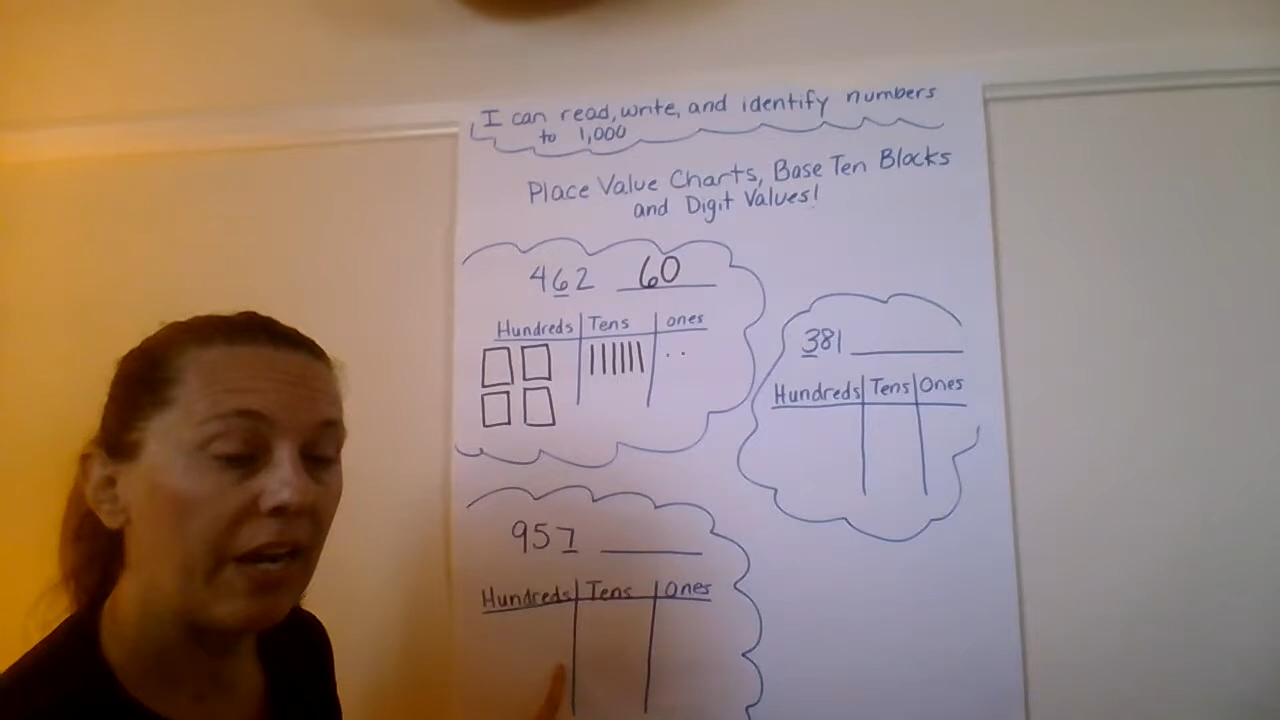 I can read, write, and identify numbers
to 1,000
Place Value Charts, Base Ten Blocks
and Digit Values!
462 60
Hundreds Tens ones
381
Hundreds Tens Ones
957
Hundreds Tens Ones